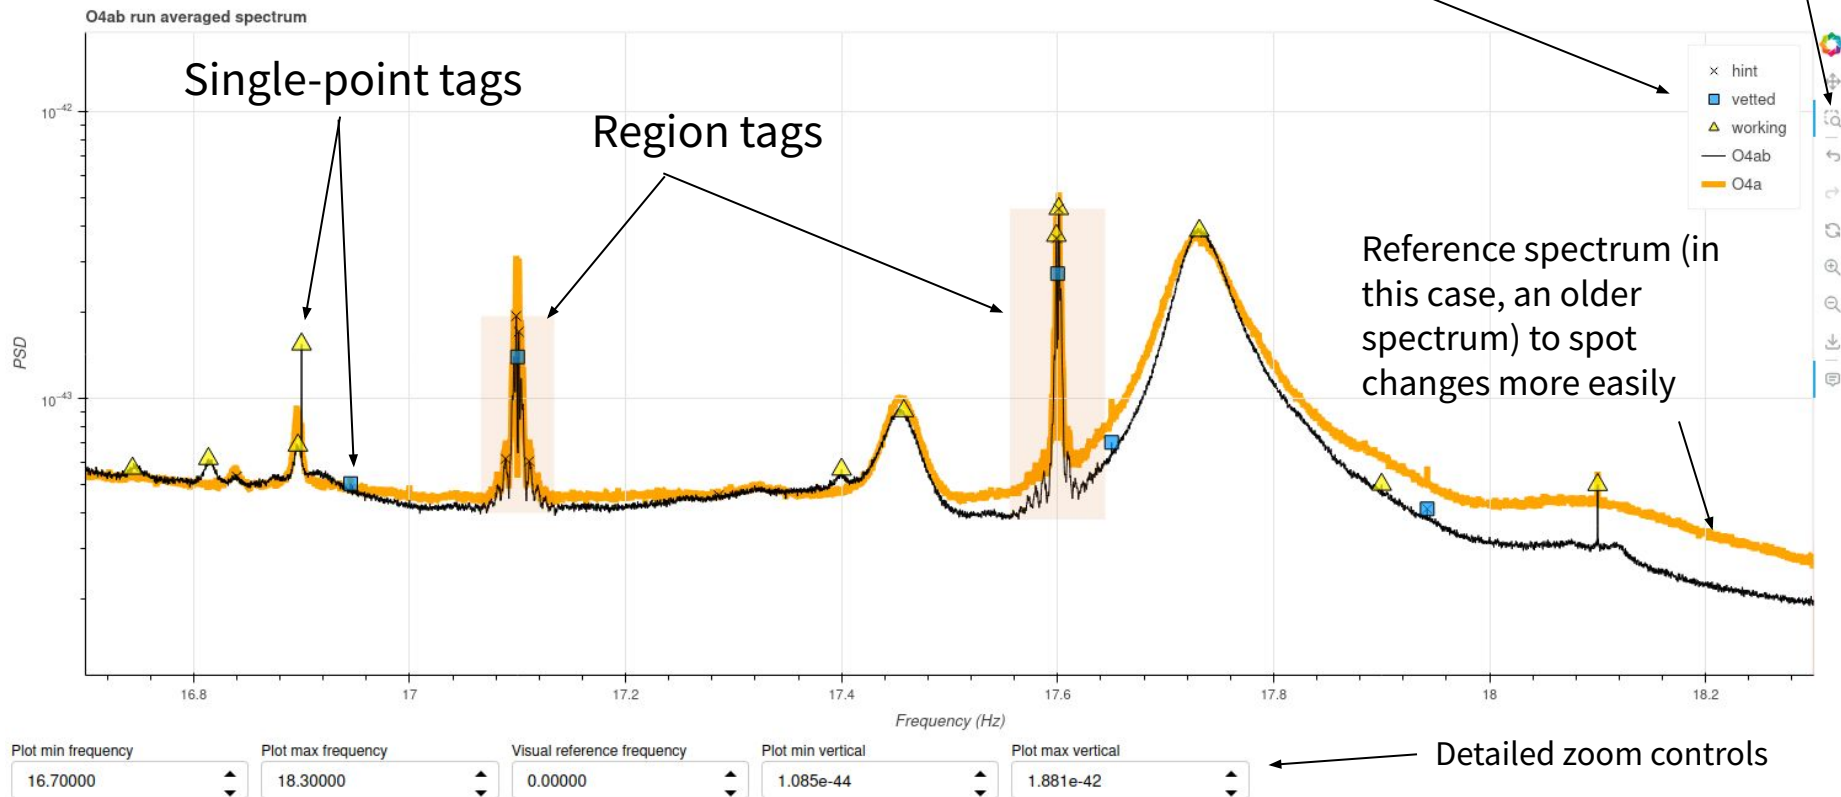 O4ab run averaged spectrum
Single-point tags
Region tags
hint
vetted
working
O4ab
O4a
10⁻⁴²
Reference spectrum (in
this case, an older
spectrum) to spot
changes more easily
PSD
10⁻⁴³
16.8 17 17.2 17.4 17.6 17.8 18 18.2
Frequency (Hz)
Plot min frequency Plot max frequency Visual reference frequency Plot min vertical Plot max vertical
16.70000 18.30000 0.00000 1.085e-44 1.881e-42
Detailed zoom controls